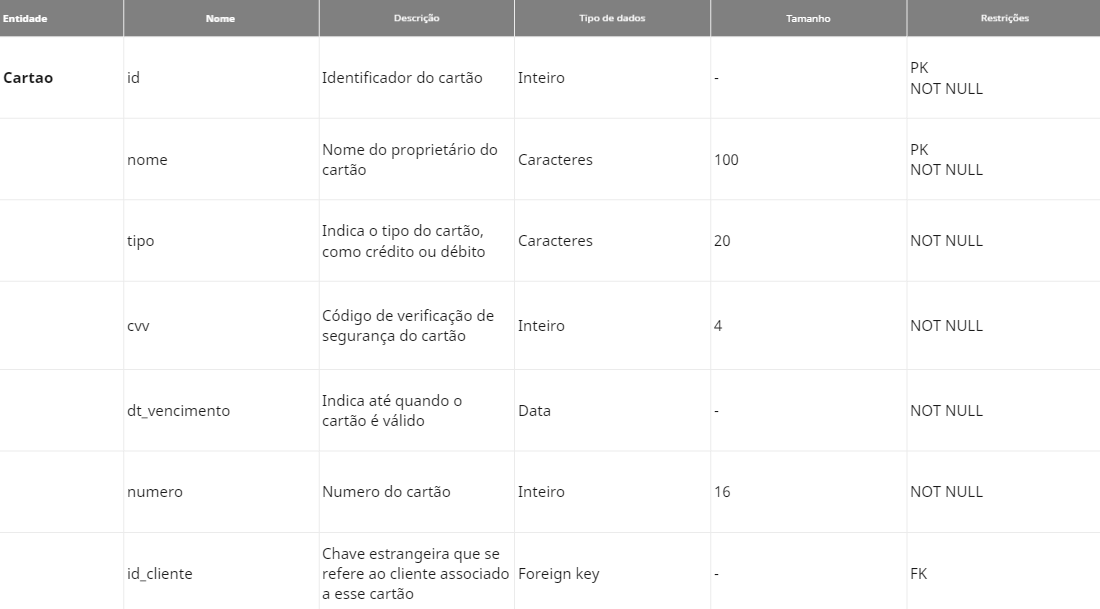 Entidade Nome Descrição Tipo de dados Tamanho Restrições
Cartao id Identificador do cartão Inteiro - PK
NOT NULL
nome Nome do proprietário do
cartão Caracteres 100 PK
NOT NULL
tipo Indica o tipo do cartão,
como crédito ou débito Caracteres 20 NOT NULL
cvv Código de verificação de
segurança do cartão Inteiro 4 NOT NULL
dt_vencimento Indica até quando o
cartão é válido Data - NOT NULL
numero Numero do cartão Inteiro 16 NOT NULL
id_cliente Chave estrangeira que se
refere ao cliente associado
a esse cartão Foreign key - FK